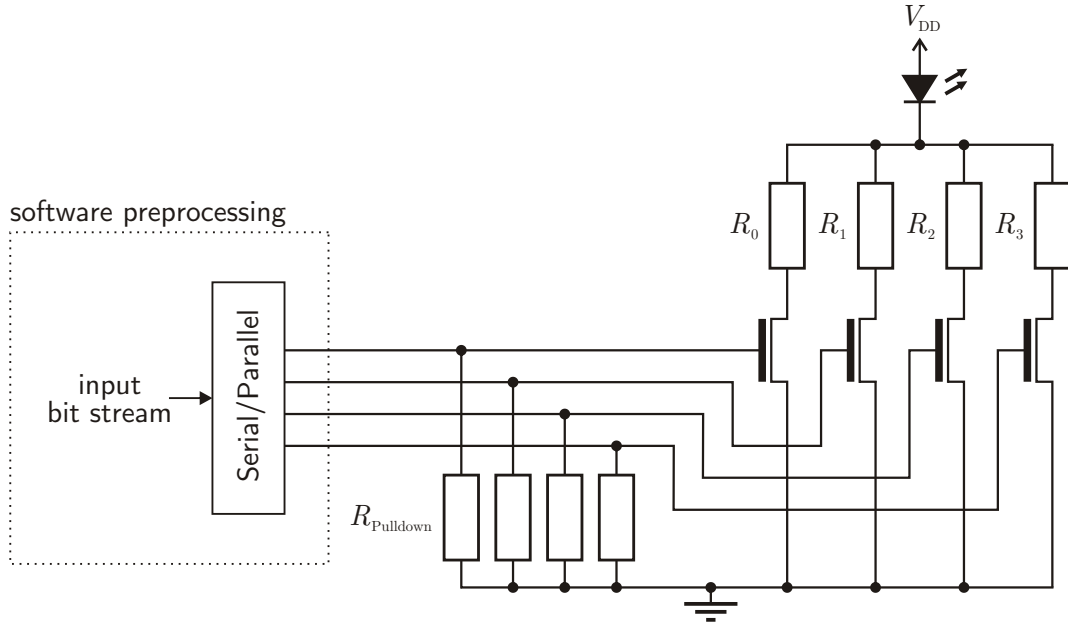 V_DD
software preprocessing
R_0
R_1
R_2
R_3
input
bit stream
Serial/Parallel
R_Pulldown